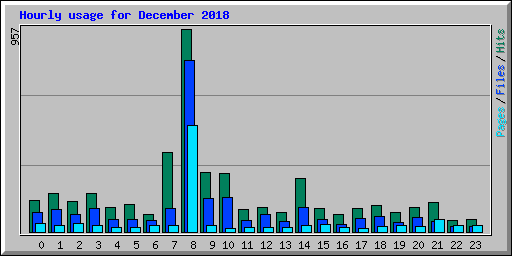 Hourly usage for December 2018
957
Pages/Files/Hits
0 1 2 3 4 5 6 7 8 9 10 11 12 13 14 15 16 17 18 19 20 21 22 23